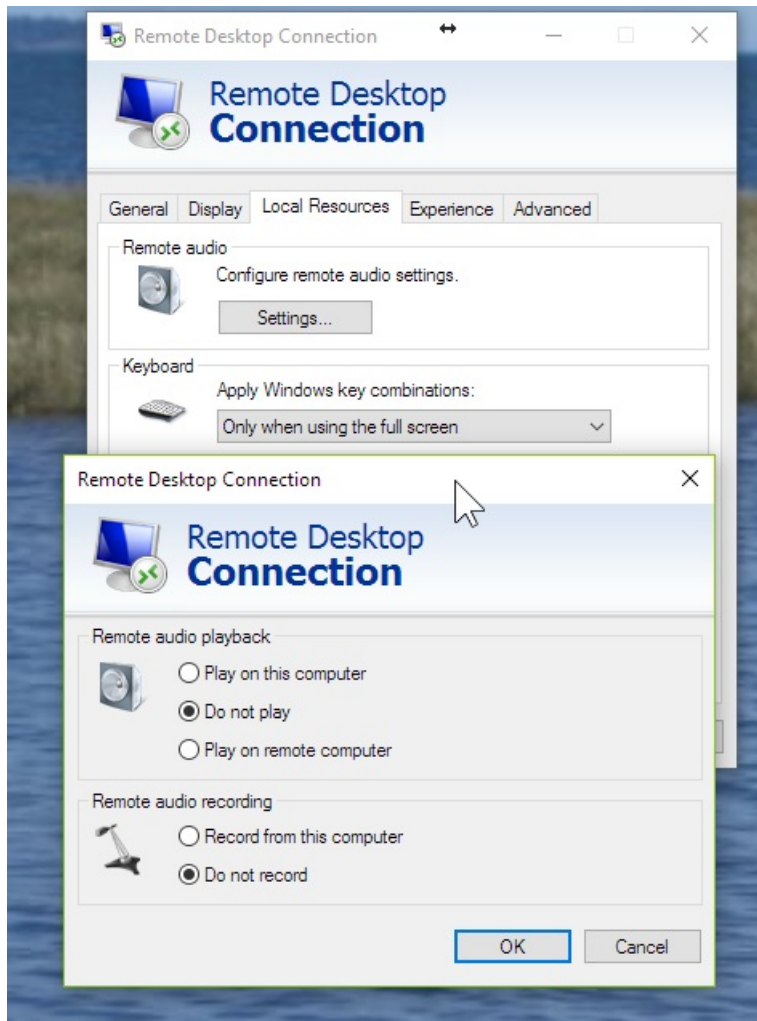 Remote Desktop Connection
Remote Desktop
Connection
General Display Local Resources Experience Advanced
Remote audio
Configure remote audio settings.
Settings...
Keyboard
Apply Windows key combinations:
Only when using the full screen
Remote Desktop Connection
Remote Desktop
Connection
Remote audio playback
Play on this computer
Do not play
Play on remote computer
Remote audio recording
Record from this computer
Do not record
OK Cancel